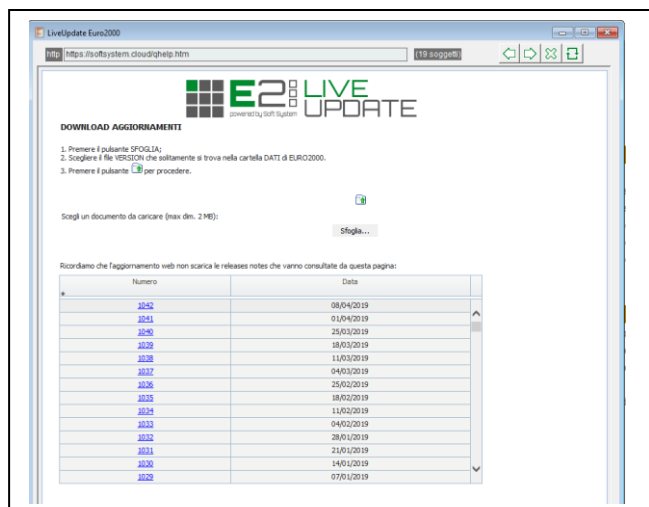 LiveUpdate Euro2000
http https://softsystem.cloud/qhelp.htm (19 soggetti)
E2 LIVE UPDATE
powered by Soft System
DOWNLOAD AGGIORNAMENTI
1. Premere il pulsante SFOGLIA;
2. Scegliere il file VERSION che solitamente si trova nella cartella DATI di EURO2000.
3. Premere il pulsante per procedere.
Scegli un documento da caricare (max dim. 2 MB):
Sfoglia...
Ricordiamo che l'aggiornamento web non scarica le releases notes che vanno consultate da questa pagina:
Numero Data
1042 08/04/2019
1041 01/04/2019
1040 25/03/2019
1039 18/03/2019
1038 11/03/2019
1037 04/03/2019
1036 25/02/2019
1035 18/02/2019
1034 11/02/2019
1033 04/02/2019
1032 28/01/2019
1031 21/01/2019
1030 14/01/2019
1029 07/01/2019